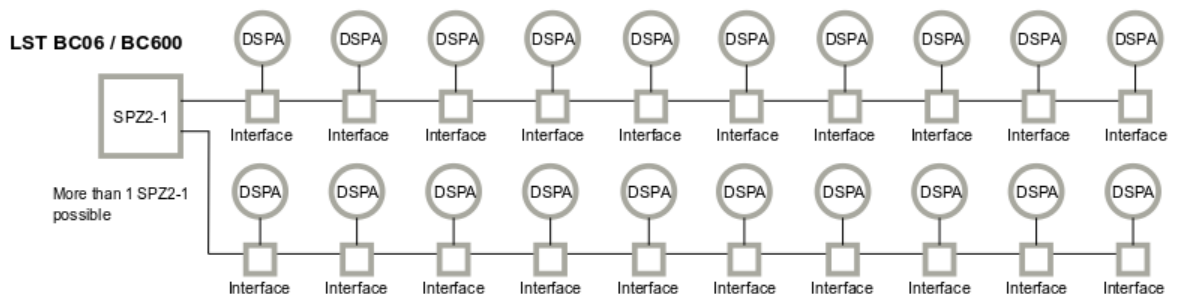 LST BC06 / BC600
DSPA DSPA DSPA DSPA DSPA DSPA DSPA DSPA DSPA DSPA
SPZ2-1
Interface Interface Interface Interface Interface Interface Interface Interface Interface Interface
More than 1 SPZ2-1
possible
DSPA DSPA DSPA DSPA DSPA DSPA DSPA DSPA DSPA DSPA
Interface Interface Interface Interface Interface Interface Interface Interface Interface Interface